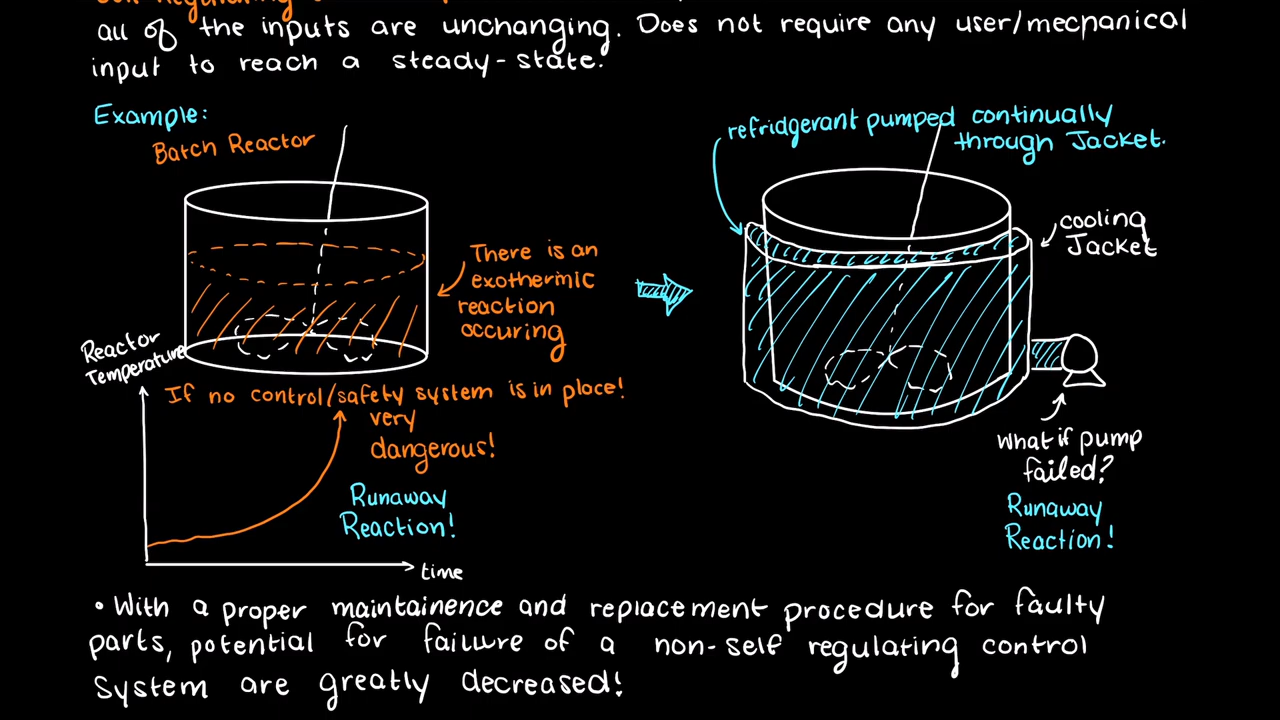 all of the inputs are unchanging. Does not require any user/mechanical
input to reach a steady-state.
Example:
Batch Reactor
There is an
exothermic
reaction
occuring
Reactor
Temperature
If no control/safety system is in place!
very
dangerous!
Runaway
Reaction!
time
refridgerant pumped continually
through Jacket.
cooling
Jacket
What if pump
failed?
Runaway
Reaction!
• With a proper maintainence and replacement procedure for faulty
parts, potential for failure of a non-self regulating control
system are greatly decreased!